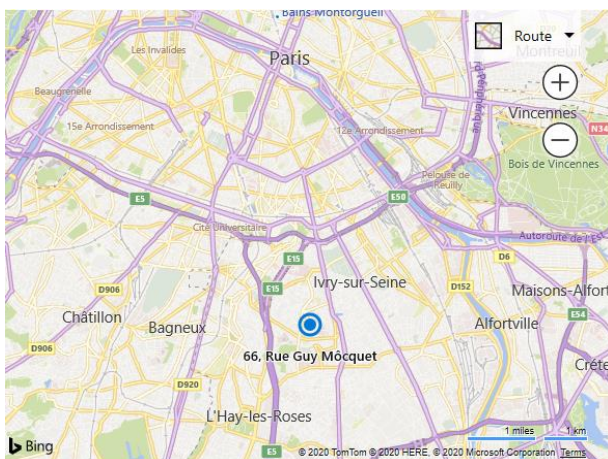 Bains Montorgueil
Route
Montreuil
Les Invalides
Paris
Beaugrenelle
Vincennes
N34
15e Arrondissement
12e Arrondissement
Bois de Vincennes
Pelouse de
Reuilly
E5
E50
Cité Universitaire
Autoroute de l'Es
E15
D6
E15
Ivry-sur-Seine
D906
D152
Maisons-Alfort
Châtillon
Bagneux
Alfortville
E54
D906
66, Rue Guy Môcquet
Créte
D920
L'Hay-les-Roses
1 miles
1 km
Bing
E5
© 2020 TomTom © 2020 HERE, © 2020 Microsoft Corporation Terms